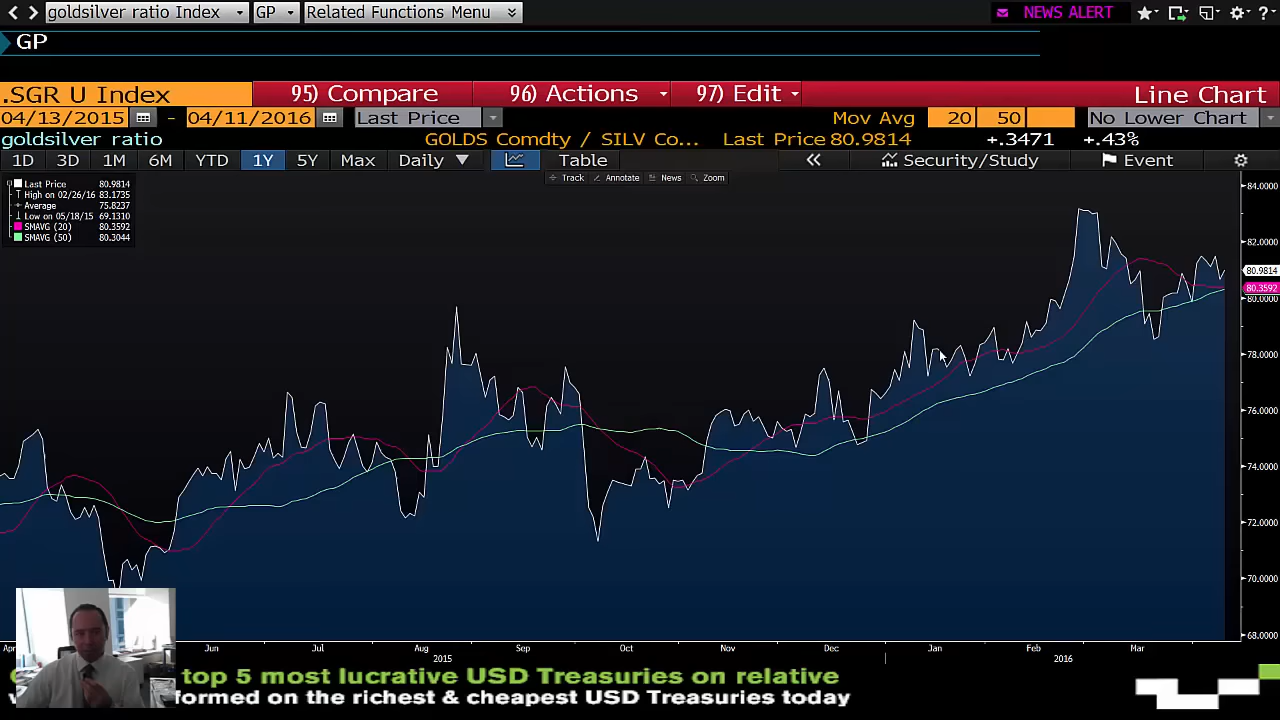 goldsilver ratio Index GP Related Functions Menu NEWS ALERT ?
GP
.SGR U Index 95) Compare 96) Actions 97) Edit Line Chart
04/13/2015 - 04/11/2016 Last Price Mov Avg 20 50 No Lower Chart
goldsilver ratio GOLDS Comdty / SILV Co... Last Price 80.9814 +.3471 +.43%
1D 3D 1M 6M YTD 1Y 5Y Max Daily Table Security/Study Event
Track Annotate News Zoom
Last Price 80.9814
High on 02/26/16 83.1735
Average 75.8237
Low on 05/18/15 69.1310
SMAVG (20) 80.3592
SMAVG (50) 80.3044
84.0000
82.0000
80.9814
80.3592
80.0000
78.0000
76.0000
74.0000
72.0000
70.0000
68.0000
Jun Jul Aug Sep Oct Nov Dec Jan Feb Mar
2015 2016
top 5 most lucrative USD Treasuries on relative
formed on the richest & cheapest USD Treasuries today